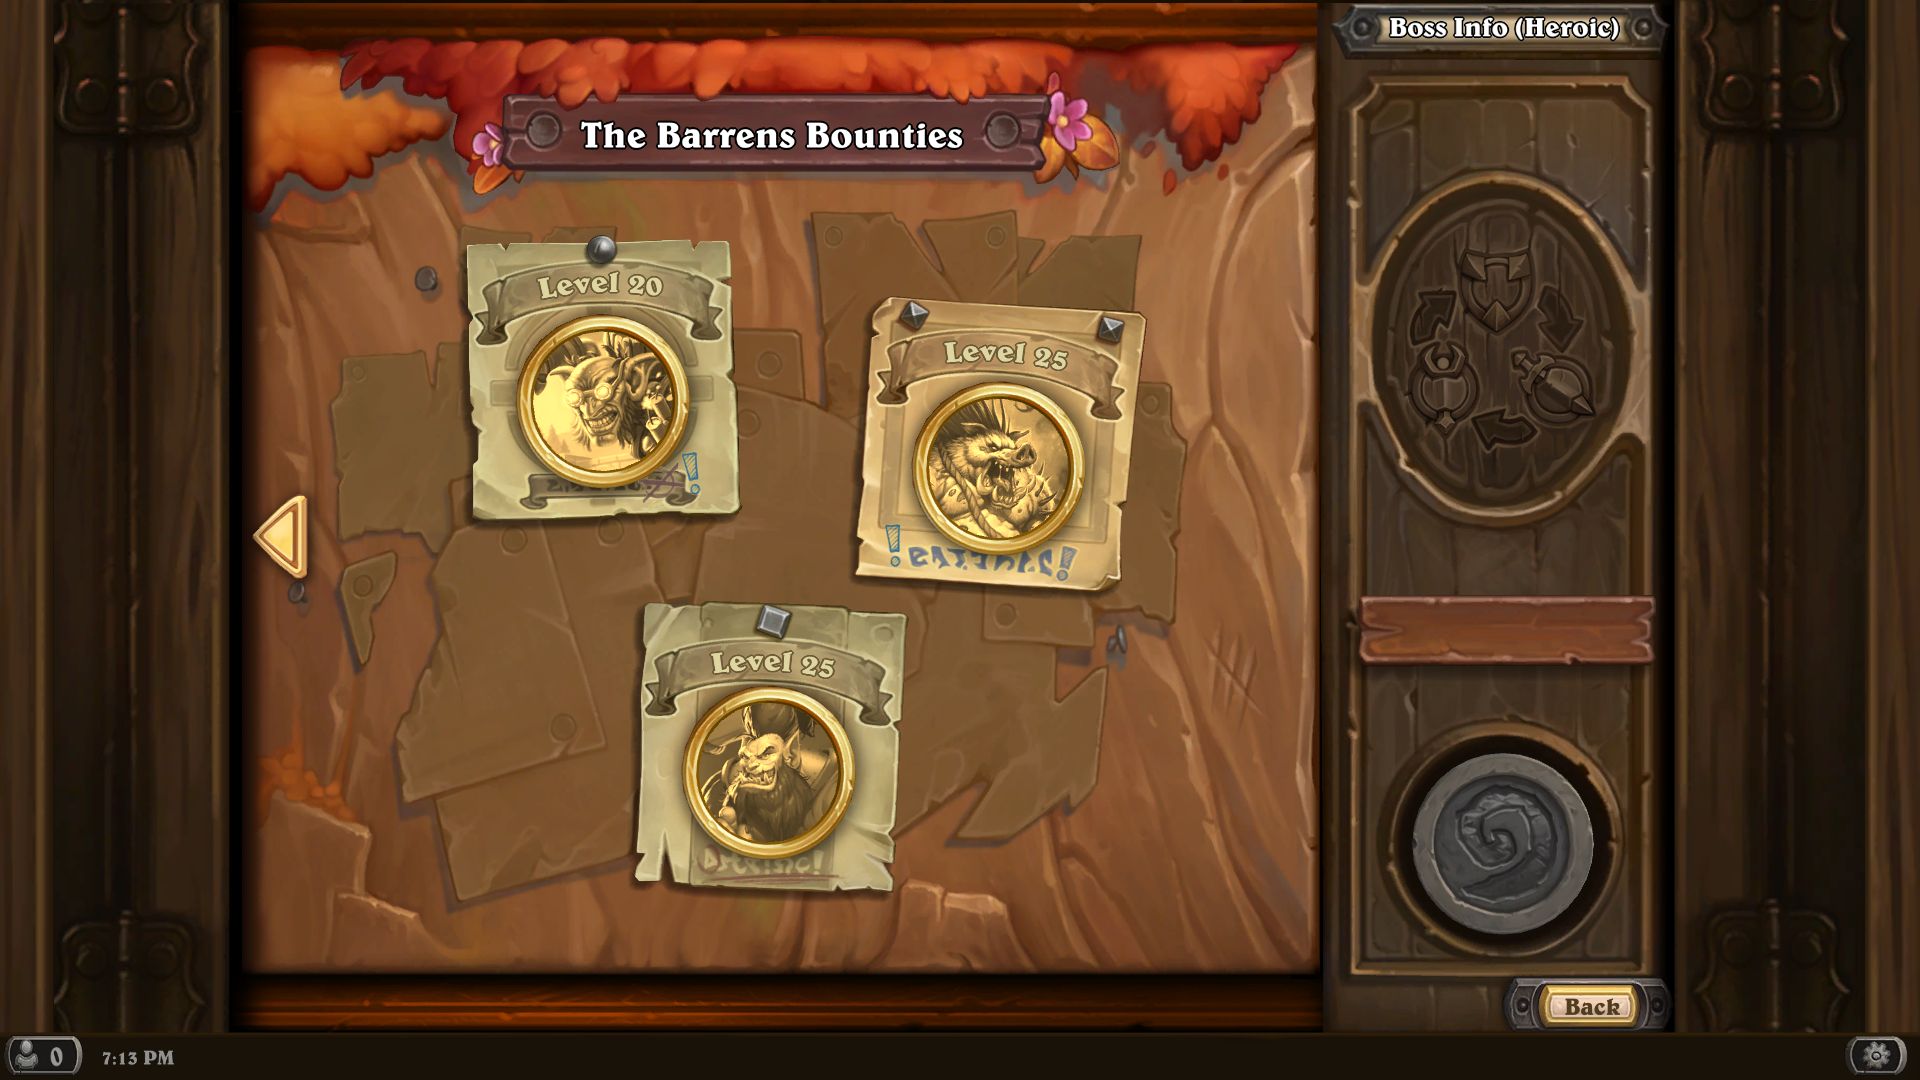 Boss Info (Heroic)
The Barrens Bounties
Level 20
Level 25
Level 25
Back
0
7:13 PM